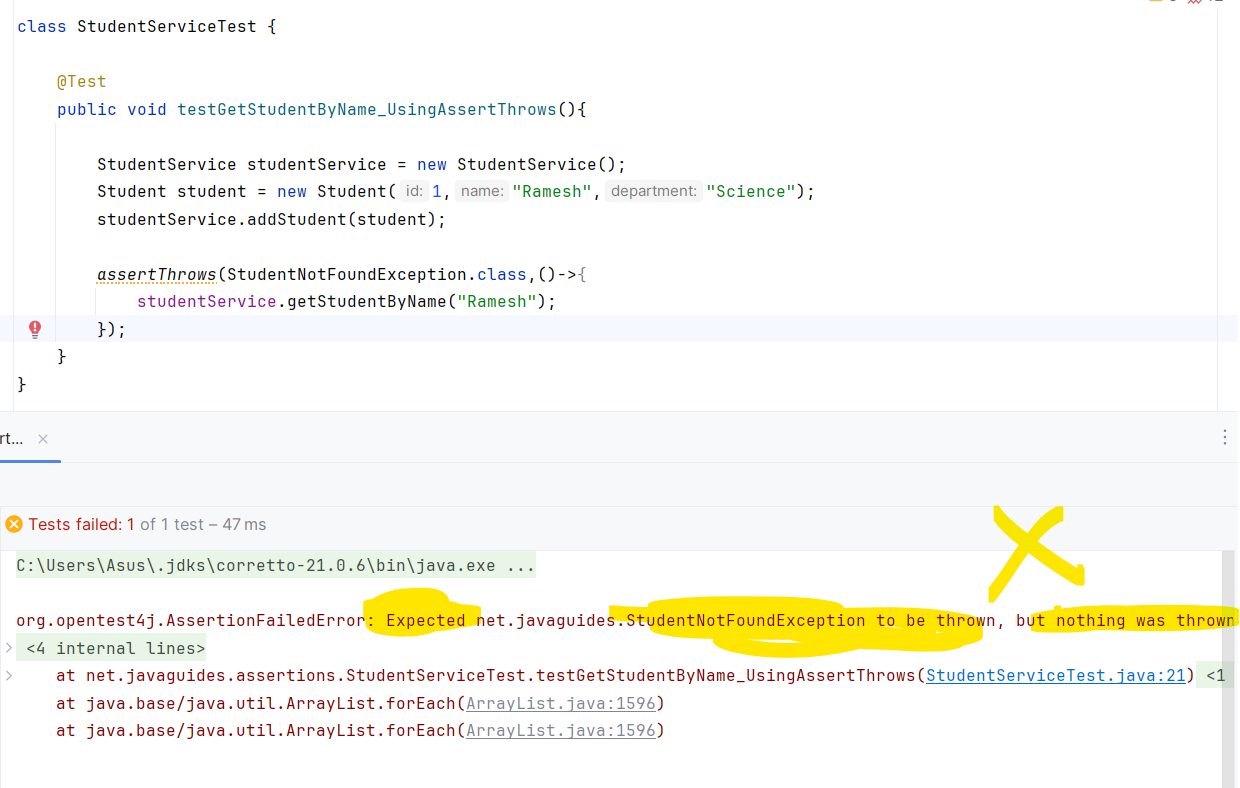 class StudentServiceTest {
@Test
public void testGetStudentByName_UsingAssertThrows(){
StudentService studentService = new StudentService();
Student student = new Student( id: 1, name: "Ramesh", department: "Science");
studentService.addStudent(student);
assertThrows(StudentNotFoundException.class,()->{
studentService.getStudentByName("Ramesh");
});
}
}
rt...
Tests failed: 1 of 1 test – 47 ms
C:\Users\Asus\.jdks\corretto-21.0.6\bin\java.exe ...
org.opentest4j.AssertionFailedError: Expected net.javaguides.StudentNotFoundException to be thrown, but nothing was thrown
<4 internal lines>
at net.javaguides.assertions.StudentServiceTest.testGetStudentByName_UsingAssertThrows(StudentServiceTest.java:21) <1
at java.base/java.util.ArrayList.forEach(ArrayList.java:1596)
at java.base/java.util.ArrayList.forEach(ArrayList.java:1596)